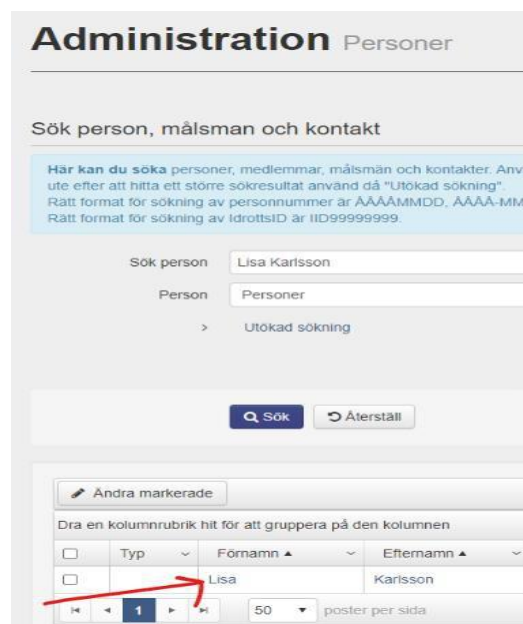 Administration Personer
Sök person, målsman och kontakt
Här kan du söka personer, medlemmar, målsmän och kontakter. Anv
ute efter att hitta ett större sökresultat använd då "Utökad sökning".
Rätt format för sökning av personnummer är ÅÅÅÅMMDD, ÅÅÅÅ-MM
Rätt format för sökning av IdrottsID är IID99999999.
Sök person Lisa Karlsson
Person Personer
> Utökad sökning
Sök Återställ
Ändra markerade
Dra en kolumnrubrik hit för att gruppera på den kolumnen
Typ Förnamn Efternamn
Lisa Karlsson
1 50 poster per sida